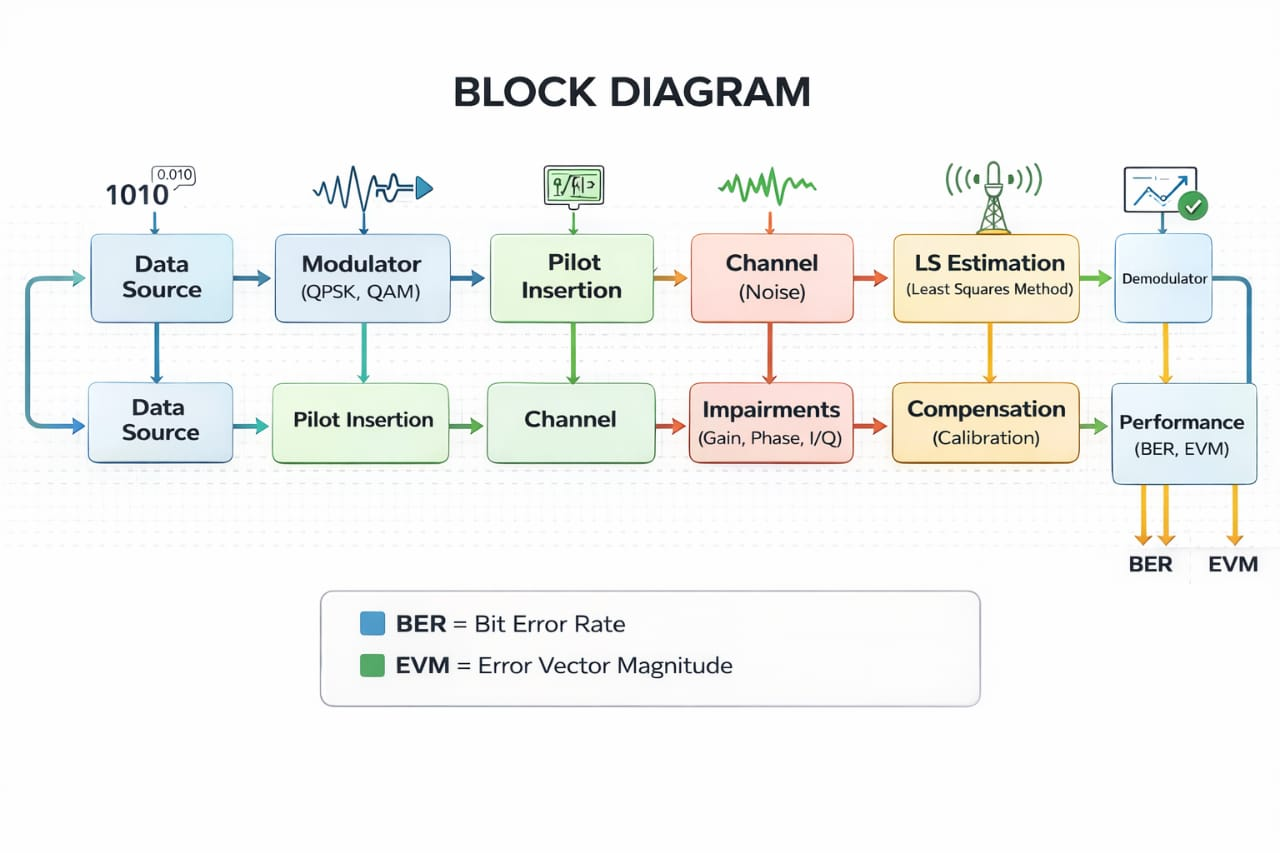 BLOCK DIAGRAM
0.010
1010
Data
Source
Modulator
(QPSK, QAM)
Pilot
Insertion
Channel
(Noise)
LS Estimation
(Least Squares Method)
Demodulator
Data
Source
Pilot Insertion
Channel
Impairments
(Gain, Phase, I/Q)
Compensation
(Calibration)
Performance
(BER, EVM)
BER
EVM
BER = Bit Error Rate
EVM = Error Vector Magnitude